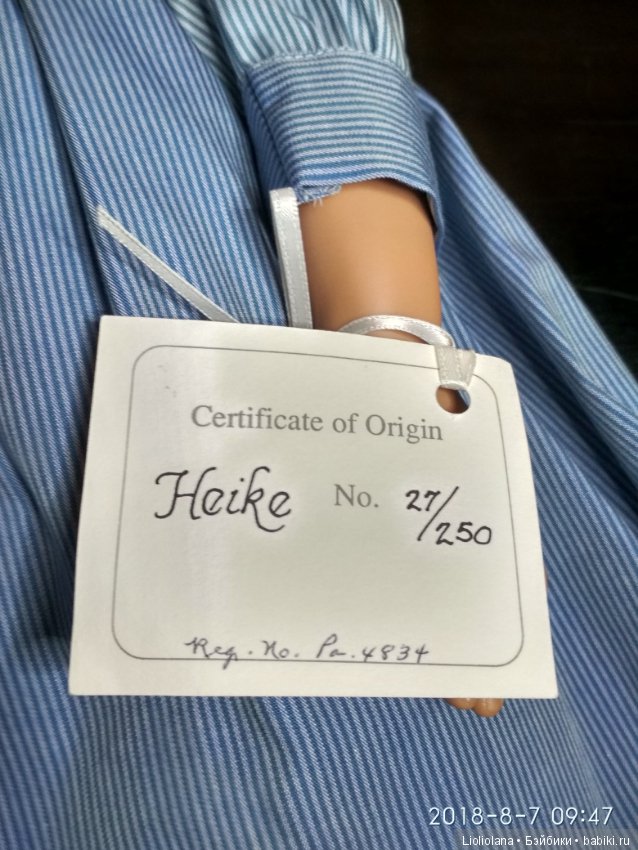 Certificate of Origin
Heike No. 27/250
Reg. No. Pa. 4834
2018-8-7 09:47
Lioliolana • Бэйбики • babiki.ru